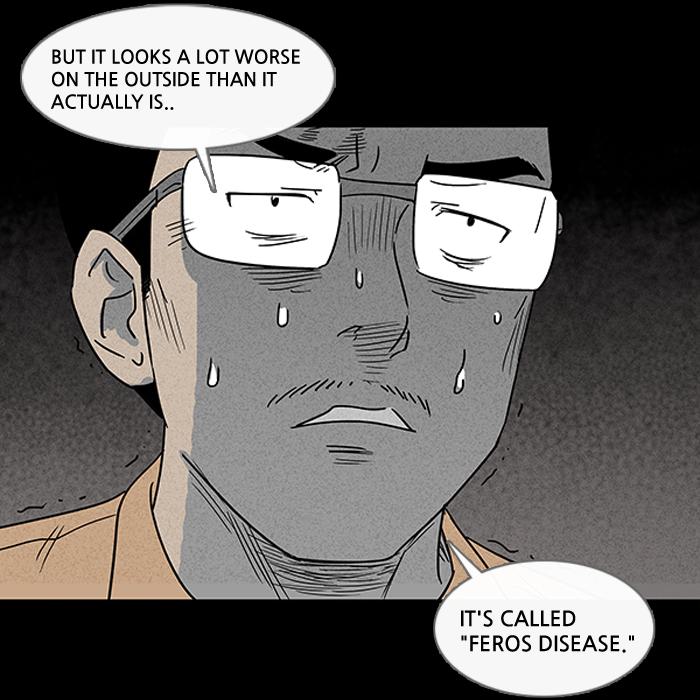 BUT IT LOOKS A LOT WORSE
ON THE OUTSIDE THAN IT
ACTUALLY IS..
IT'S CALLED
"FEROS DISEASE."